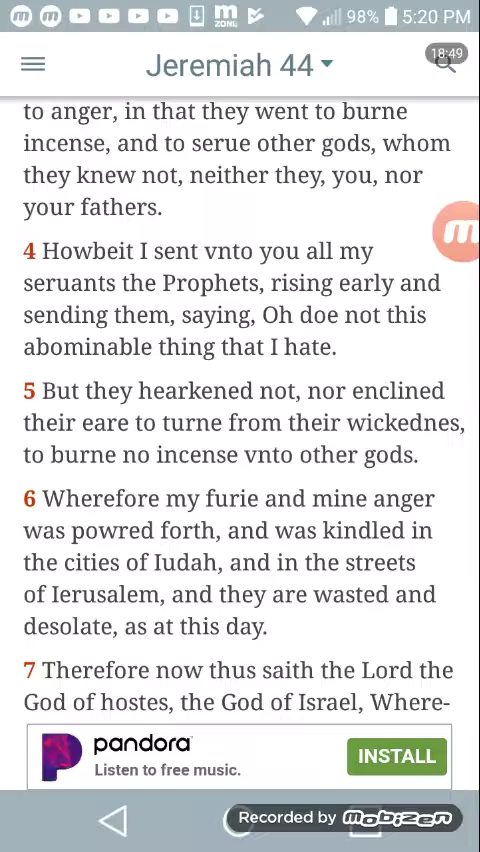 m m m ZONE 98% 5:20 PM
Jeremiah 44
18:49
to anger, in that they went to burne
incense, and to serue other gods, whom
they knew not, neither they, you, nor
your fathers.
m
4 Howbeit I sent vnto you all my
seruants the Prophets, rising early and
sending them, saying, Oh doe not this
abominable thing that I hate.
5 But they hearkened not, nor enclined
their eare to turne from their wickednes,
to burne no incense vnto other gods.
6 Wherefore my furie and mine anger
was powred forth, and was kindled in
the cities of Iudah, and in the streets
of Ierusalem, and they are wasted and
desolate, as at this day.
7 Therefore now thus saith the Lord the
God of hostes, the God of Israel, Where-
pandora
Listen to free music.
INSTALL
Recorded by mobizen